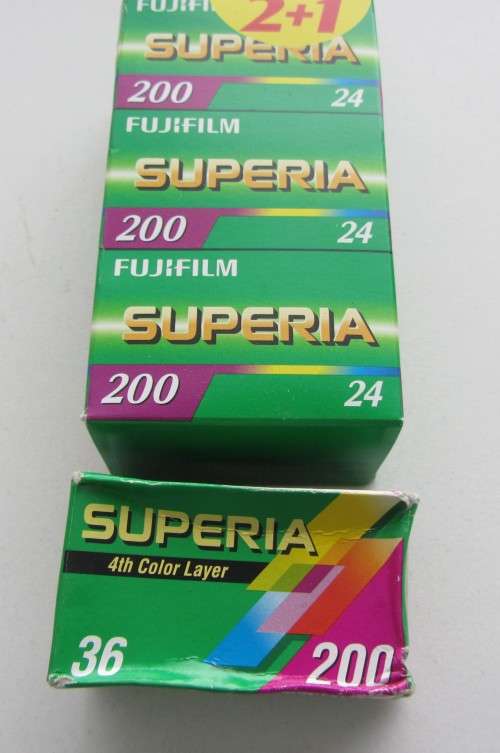 FUJIFILM
2+1
SUPERIA
200 24
FUJIFILM
SUPERIA
200 24
FUJIFILM
SUPERIA
200 24
SUPERIA
4th Color Layer
36 200